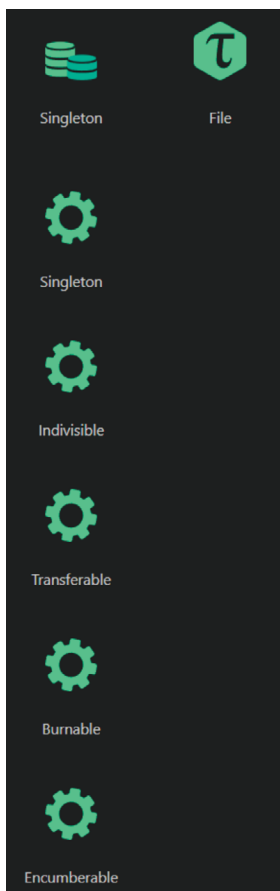 Singleton
File
Singleton
Indivisible
Transferable
Burnable
Encumberable